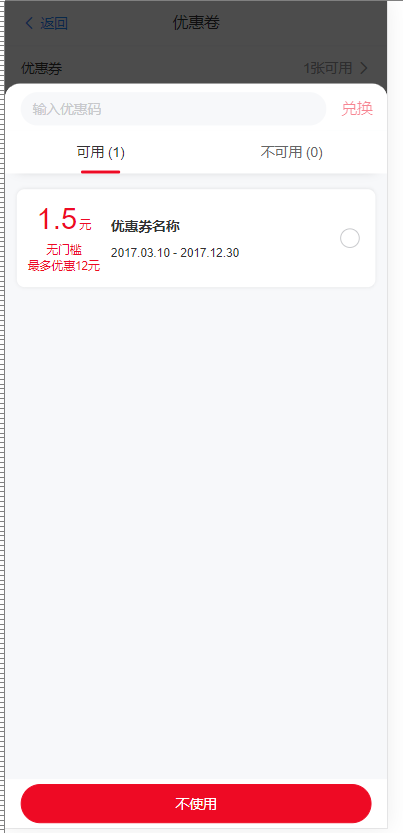 返回
优惠卷
优惠券
1张可用
输入优惠码
兑换
可用 (1)
不可用 (0)
1.5元
优惠券名称
无门槛
2017.03.10 - 2017.12.30
最多优惠12元
不使用